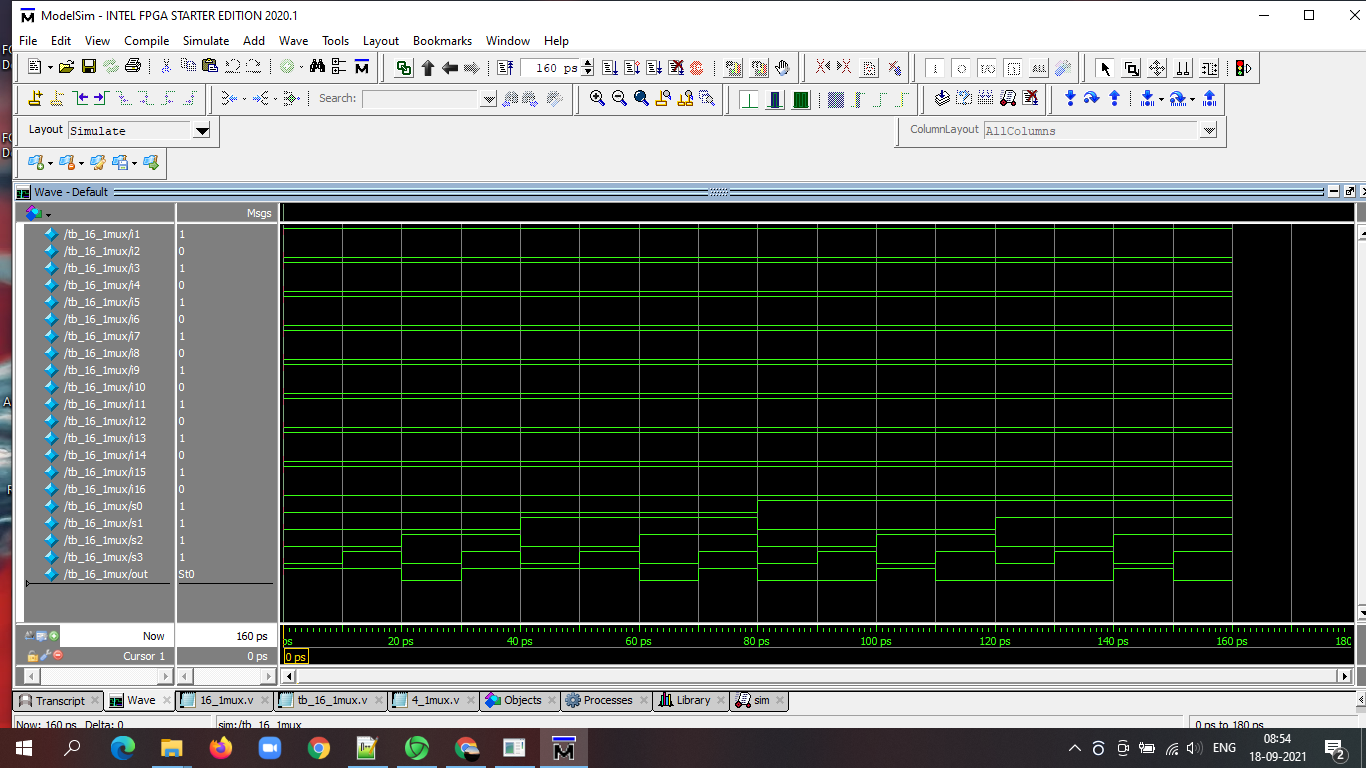 ModelSim - INTEL FPGA STARTER EDITION 2020.1
File Edit View Compile Simulate Add Wave Tools Layout Bookmarks Window Help
160 ps
Search:
Layout Simulate
ColumnLayout AllColumns
Wave - Default
Msgs
/tb_16_1mux/i1 1
/tb_16_1mux/i2 0
/tb_16_1mux/i3 1
/tb_16_1mux/i4 0
/tb_16_1mux/i5 1
/tb_16_1mux/i6 0
/tb_16_1mux/i7 1
/tb_16_1mux/i8 0
/tb_16_1mux/i9 1
/tb_16_1mux/i10 0
/tb_16_1mux/i11 1
/tb_16_1mux/i12 0
/tb_16_1mux/i13 1
/tb_16_1mux/i14 0
/tb_16_1mux/i15 1
/tb_16_1mux/i16 0
/tb_16_1mux/s0 1
/tb_16_1mux/s1 1
/tb_16_1mux/s2 1
/tb_16_1mux/s3 1
/tb_16_1mux/out St0
Now 160 ps
ps 20 ps 40 ps 60 ps 80 ps 100 ps 120 ps 140 ps 160 ps 180
Cursor 1 0 ps
0 ps
Transcript Wave 16_1mux.v tb_16_1mux.v 4_1mux.v Objects Processes Library sim
Now: 160 ps Delta: 0 sim:/tb_16_1mux 0 ps to 180 ps
ENG 08:54
18-09-2021 2